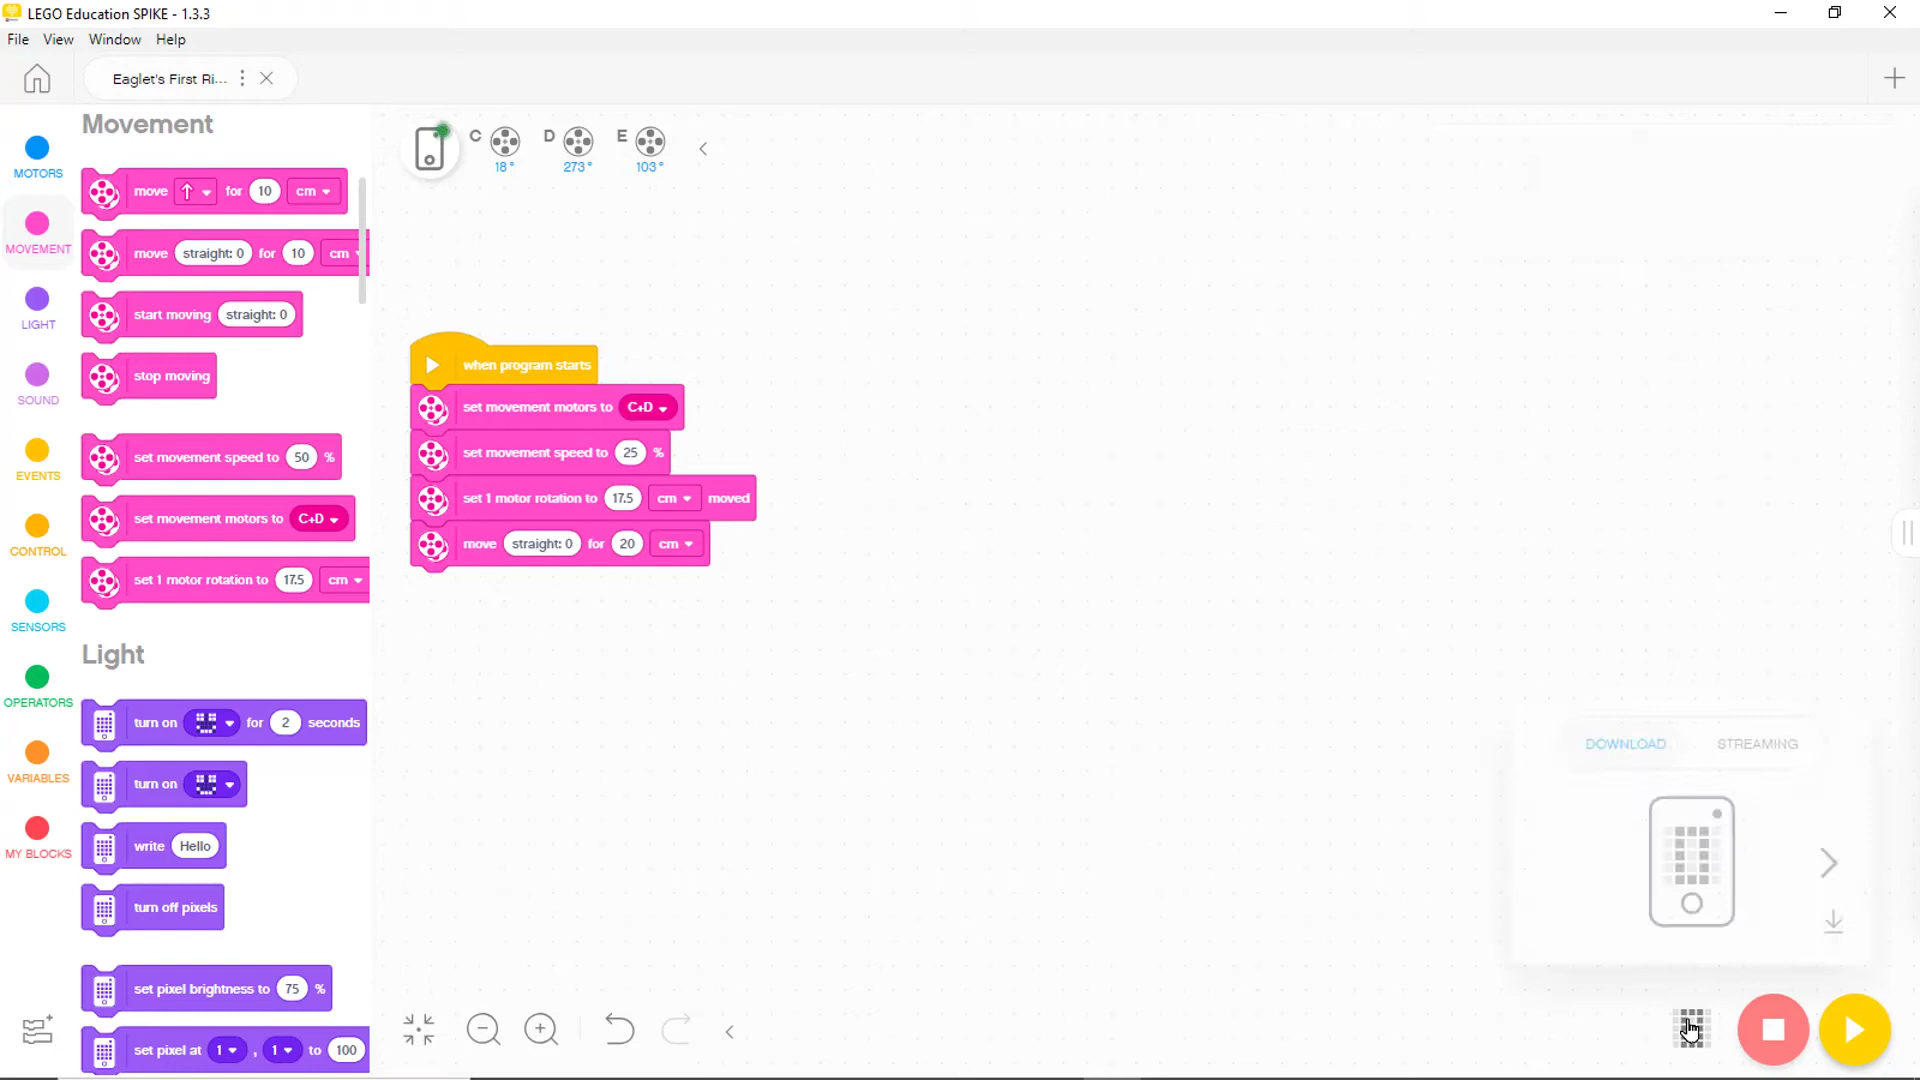 LEGO Education SPIKE - 1.3.3
File View Window Help
Eaglet's First Ri...
Movement
C D E
18° 273° 103°
MOTORS
move for 10 cm
MOVEMENT
move straight: 0 for 10 cm
LIGHT
start moving straight: 0
SOUND
stop moving
EVENTS
set movement speed to 50 %
set movement motors to C+D
CONTROL
set 1 motor rotation to 17.5 cm
SENSORS
Light
OPERATORS
turn on for 2 seconds
VARIABLES
turn on
MY BLOCKS
write Hello
turn off pixels
set pixel brightness to 75 %
set pixel at 1 , 1 to 100
when program starts
set movement motors to C+D
set movement speed to 25 %
set 1 motor rotation to 17.5 cm moved
move straight: 0 for 20 cm
DOWNLOAD STREAMING
0